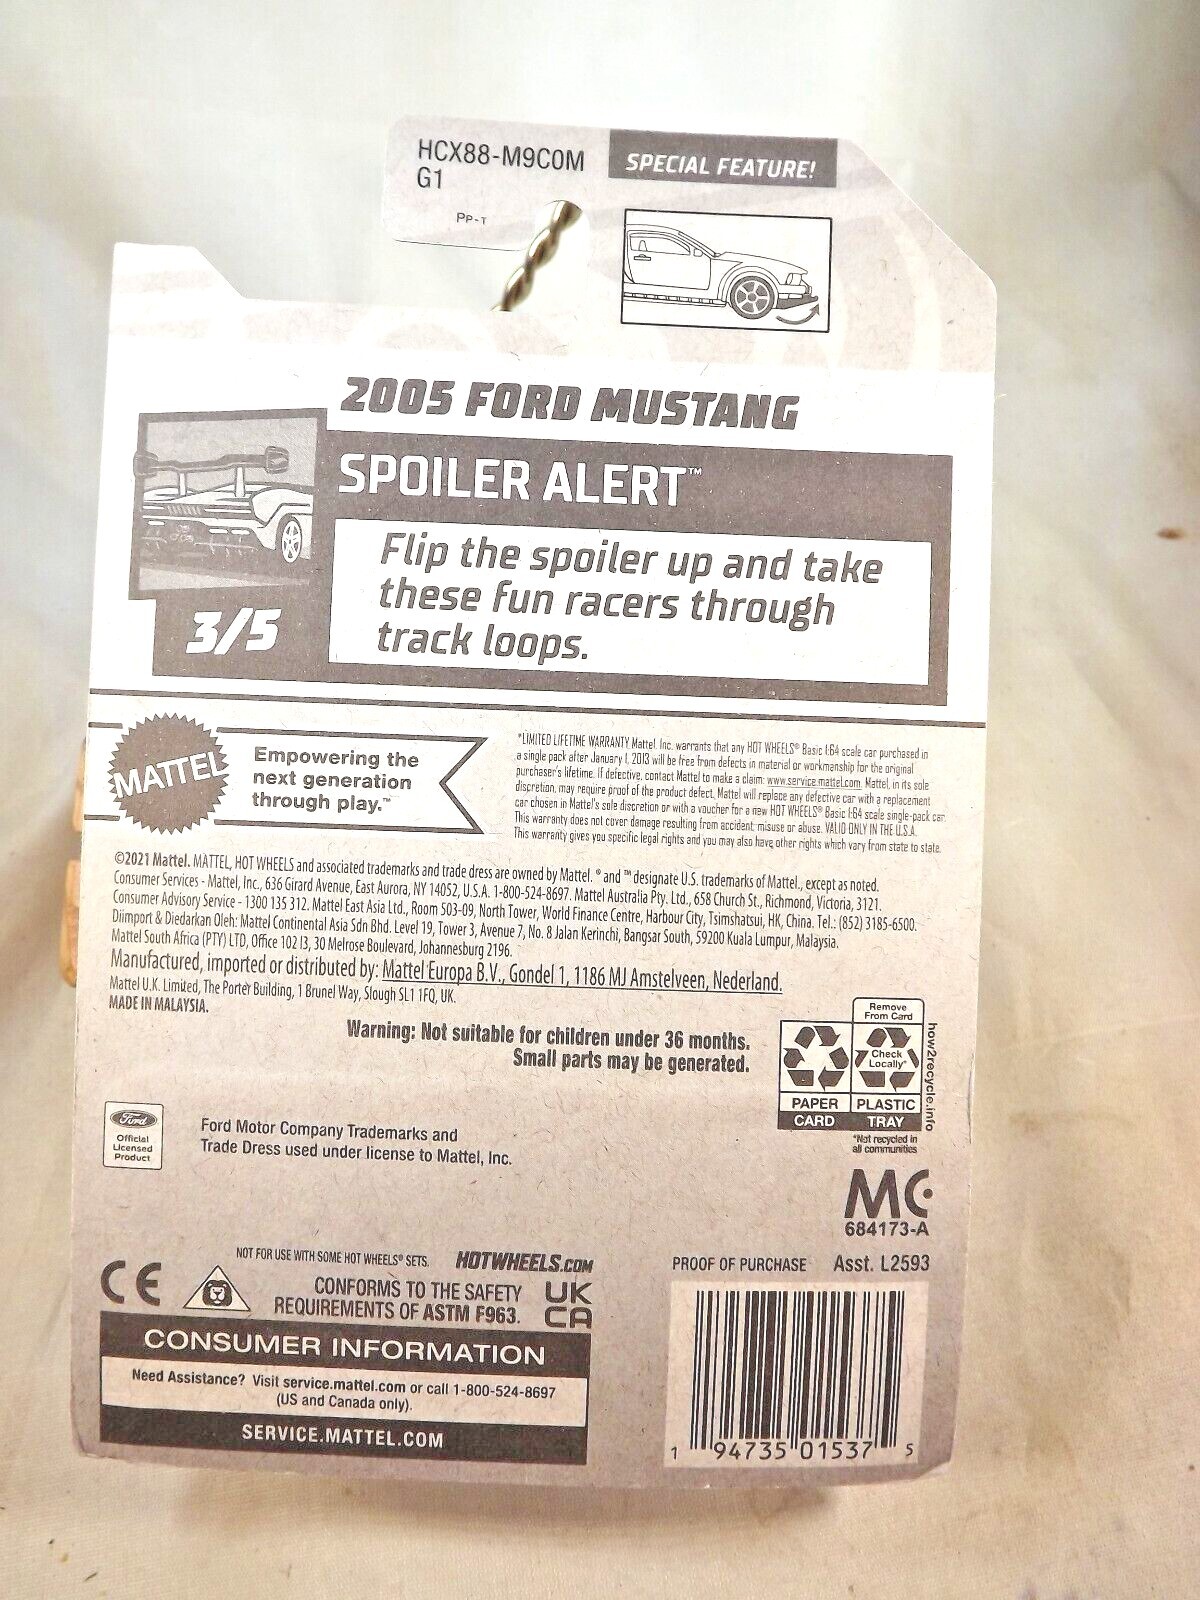 HCX88-M9C0M
G1
PP-T
SPECIAL FEATURE!
2005 FORD MUSTANG
SPOILER ALERT™
Flip the spoiler up and take
these fun racers through
track loops.
3/5
MATTEL
Empowering the
next generation
through play.™
*LIMITED LIFETIME WARRANTY Mattel, Inc. warrants that any HOT WHEELS® Basic 1:64 scale car purchased in
a single pack after January 1, 2013 will be free from defects in material or workmanship for the original
purchaser's lifetime. If defective, contact Mattel to make a claim: www.service.mattel.com. Mattel, in its sole
discretion, may require proof of the product defect. Mattel will replace any defective car with a replacement
car chosen in Mattel's sole discretion or with a voucher for a new HOT WHEELS® Basic 1:64 scale single-pack car.
This warranty does not cover damage resulting from accident, misuse or abuse. VALID ONLY IN THE U.S.A.
This warranty gives you specific legal rights and you may also have other rights which vary from state to state.
©2021 Mattel. MATTEL, HOT WHEELS and associated trademarks and trade dress are owned by Mattel. ® and ™ designate U.S. trademarks of Mattel., except as noted.
Consumer Services - Mattel, Inc., 636 Girard Avenue, East Aurora, NY 14052, U.S.A. 1-800-524-8697. Mattel Australia Pty. Ltd., 658 Church St., Richmond, Victoria, 3121.
Consumer Advisory Service - 1300 135 312. Mattel East Asia Ltd., Room 503-09, North Tower, World Finance Centre, Harbour City, Tsimshatsui, HK, China. Tel.: (852) 3185-6500.
Diimport & Diedarkan Oleh: Mattel Continental Asia Sdn Bhd. Level 19, Tower 3, Avenue 7, No. 8 Jalan Kerinchi, Bangsar South, 59200 Kuala Lumpur, Malaysia.
Mattel South Africa (PTY) LTD, Office 102 I3, 30 Melrose Boulevard, Johannesburg 2196.
Manufactured, imported or distributed by: Mattel Europa B.V., Gondel 1, 1186 MJ Amstelveen, Nederland.
Mattel U.K. Limited, The Porter Building, 1 Brunel Way, Slough SL1 1FQ, UK.
MADE IN MALAYSIA.
Warning: Not suitable for children under 36 months.
Small parts may be generated.
Remove
From Card
Check
Locally*
PAPER
PLASTIC
CARD
TRAY
how2recycle.info
*Not recycled in
all communities
Ford
Official
Licensed
Product
Ford Motor Company Trademarks and
Trade Dress used under license to Mattel, Inc.
MC
684173-A
NOT FOR USE WITH SOME HOT WHEELS® SETS.
HOTWHEELS.COM
CE
CONFORMS TO THE SAFETY
REQUIREMENTS OF ASTM F963.
UK
CA
PROOF OF PURCHASE
Asst. L2593
CONSUMER INFORMATION
Need Assistance? Visit service.mattel.com or call 1-800-524-8697
(US and Canada only).
SERVICE.MATTEL.COM
1 94735 01537 5